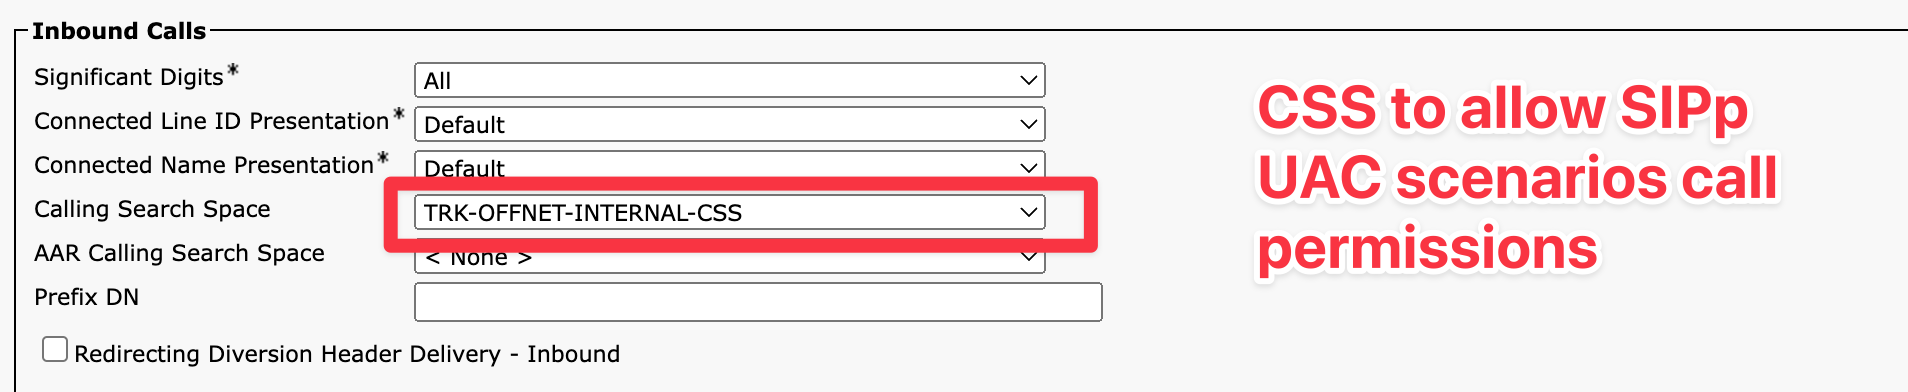 Inbound Calls
Significant Digits* All
Connected Line ID Presentation* Default
Connected Name Presentation* Default
Calling Search Space TRK-OFFNET-INTERNAL-CSS
AAR Calling Search Space < None >
Prefix DN
Redirecting Diversion Header Delivery - Inbound
CSS to allow SIPp
UAC scenarios call
permissions